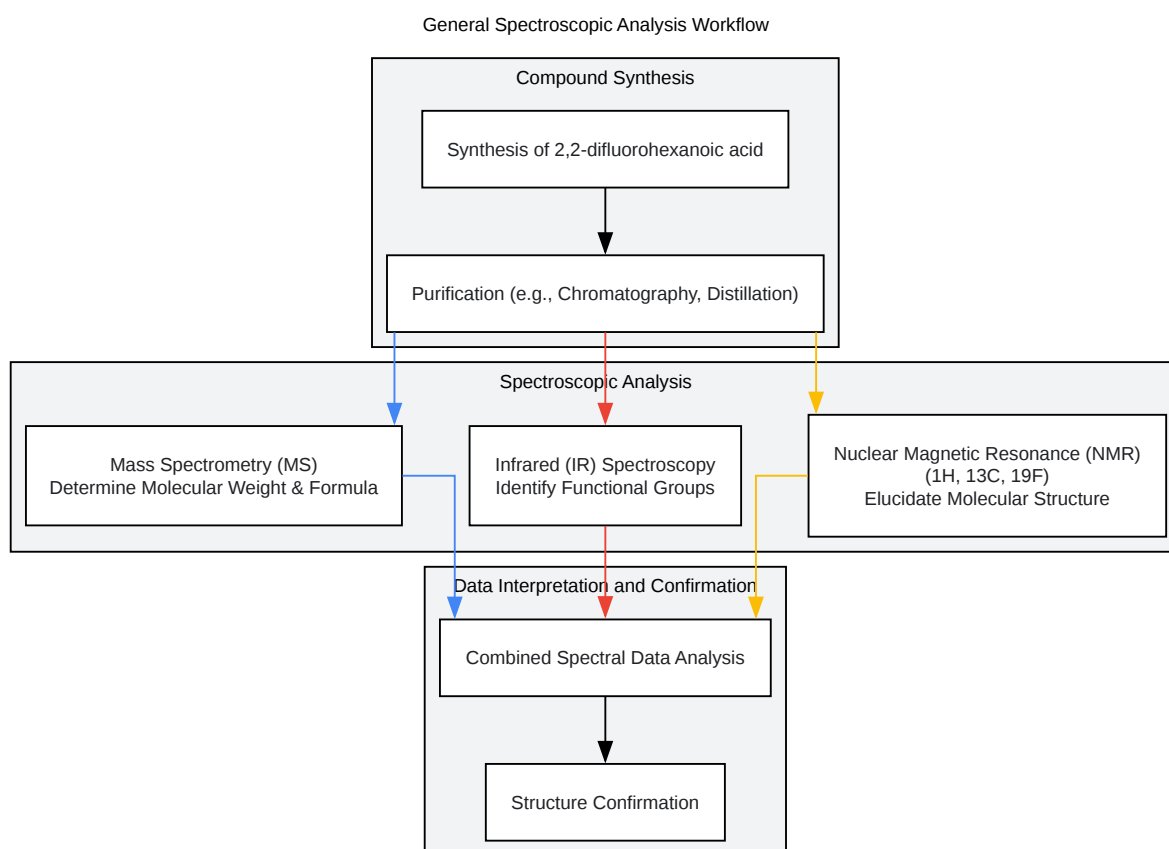 General Spectroscopic Analysis Workflow
Compound Synthesis
Synthesis of 2,2-difluorohexanoic acid
Purification (e.g., Chromatography, Distillation)
Spectroscopic Analysis
Mass Spectrometry (MS)
Determine Molecular Weight & Formula
Infrared (IR) Spectroscopy
Identify Functional Groups
Nuclear Magnetic Resonance (NMR)
(1H, 13C, 19F)
Elucidate Molecular Structure
Data Interpretation and Confirmation
Combined Spectral Data Analysis
Structure Confirmation